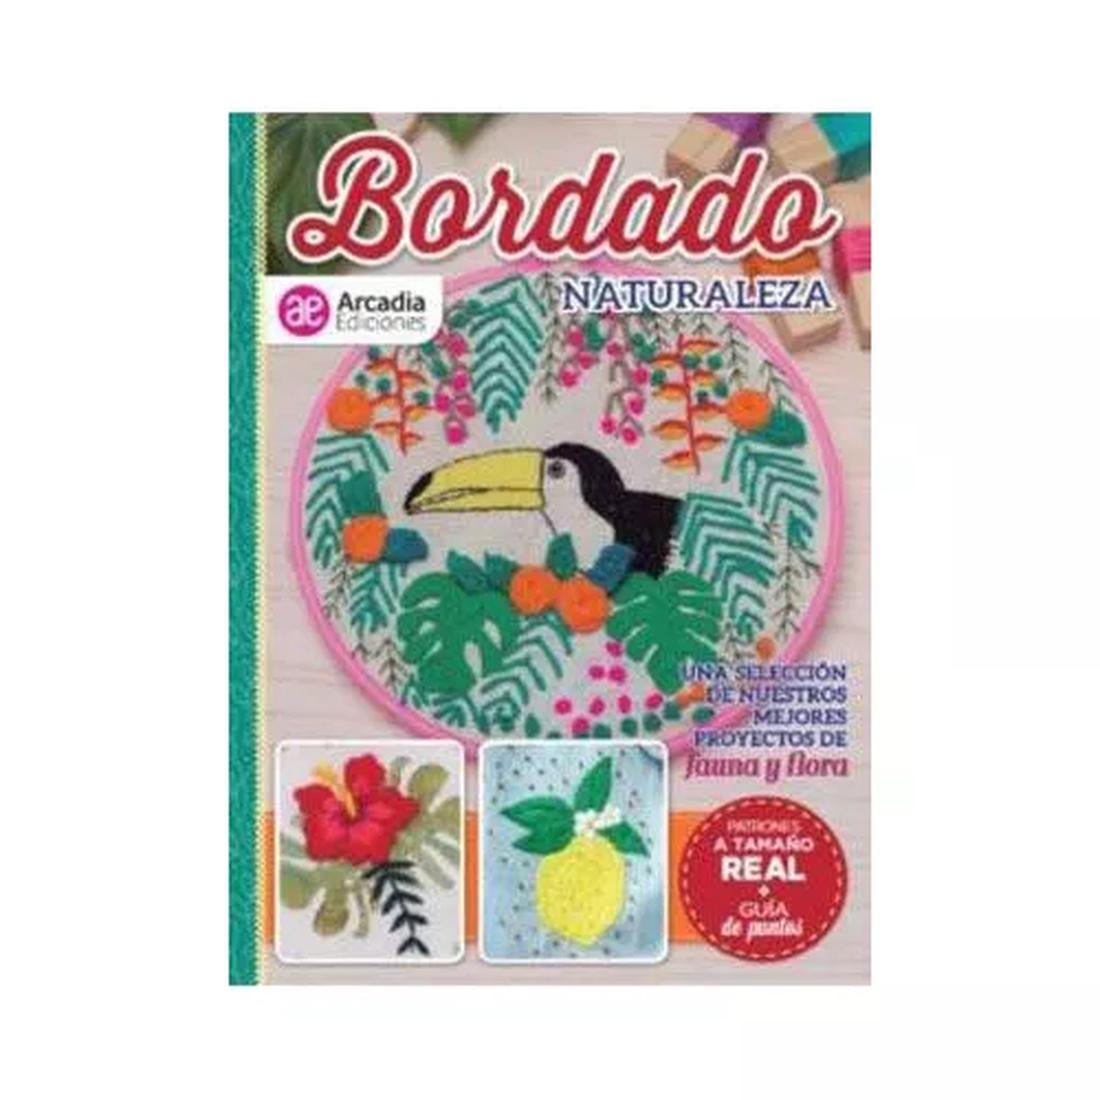 Bordado
NATURALEZA
ae Arcadia
Ediciones
UNA SELECCIÓN
DE NUESTROS
MEJORES
PROYECTOS DE
fauna y flora
PATRONES
A TAMAÑO
REAL
+
GUÍA
de puntos